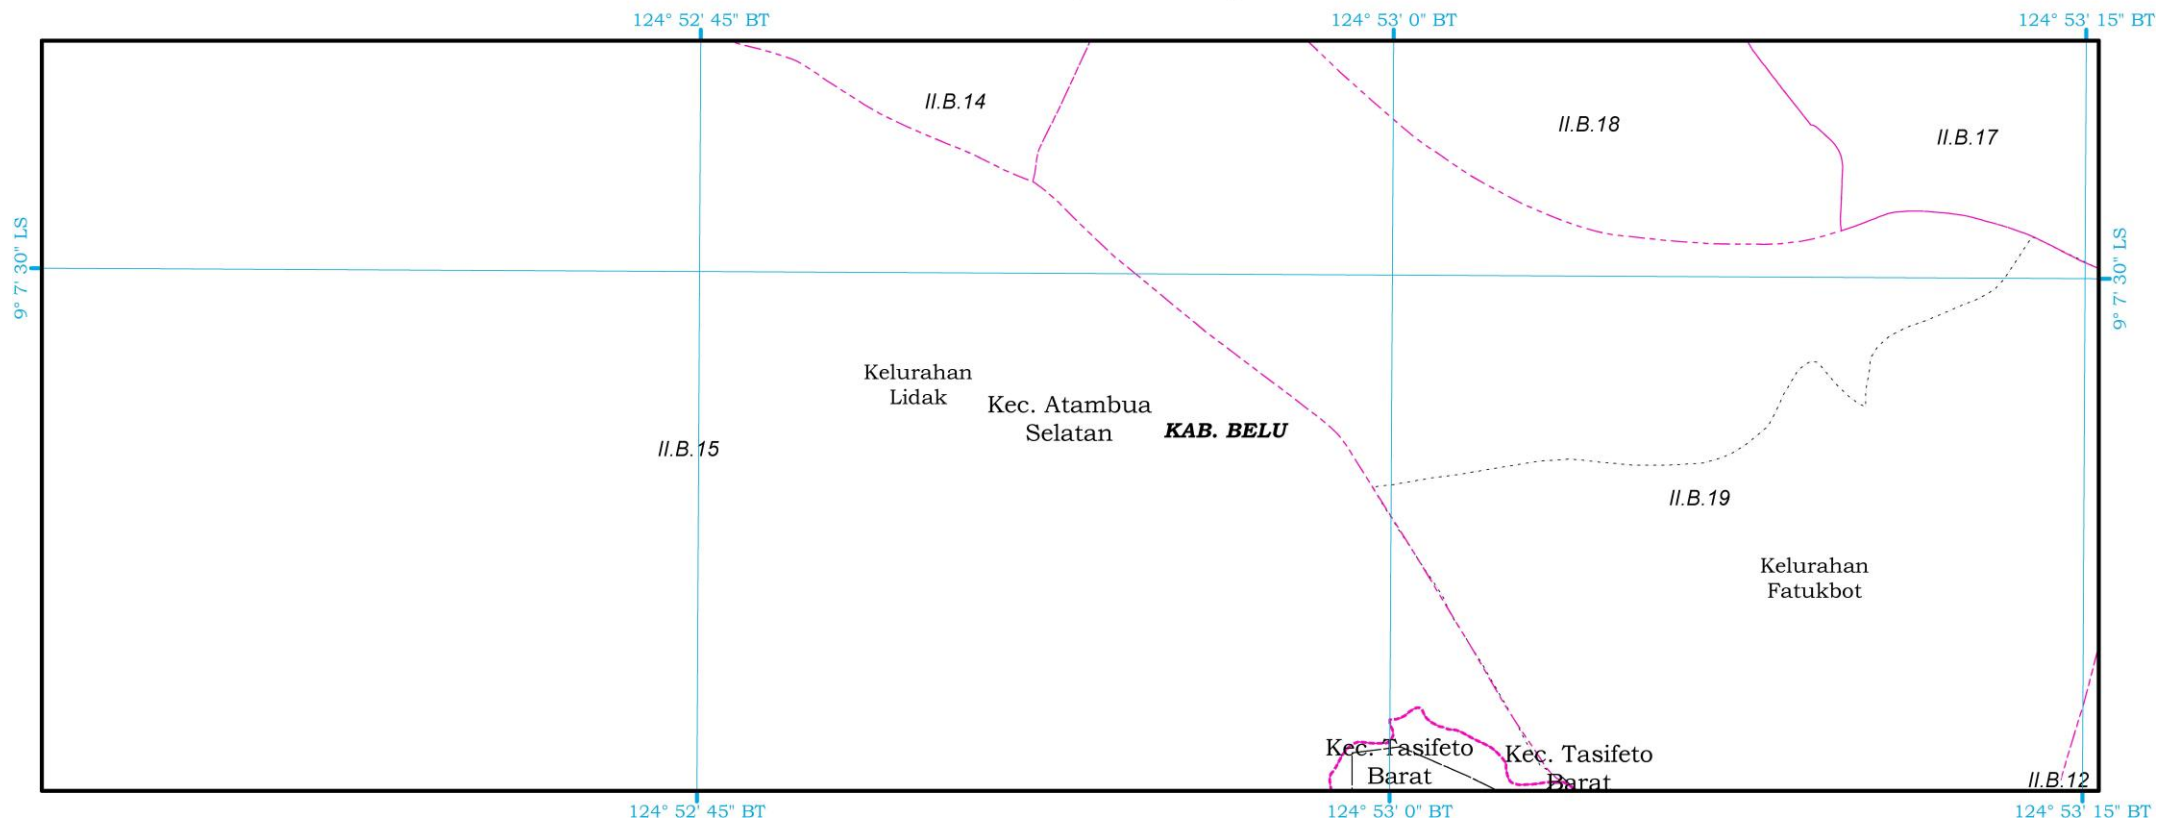 124° 52' 45" BT
124° 53' 0" BT
124° 53' 15" BT
II.B.14
II.B.18
II.B.17
9° 7' 30" LS
9° 7' 30" LS
Kelurahan
Lidak
Kec. Atambua
Selatan
KAB. BELU
II.B.15
II.B.19
Kelurahan
Fatukbot
Kec. Tasifeto
Barat
Kec. Tasifeto
Barat
II.B.12
124° 52' 45" BT
124° 53' 0" BT
124° 53' 15" BT